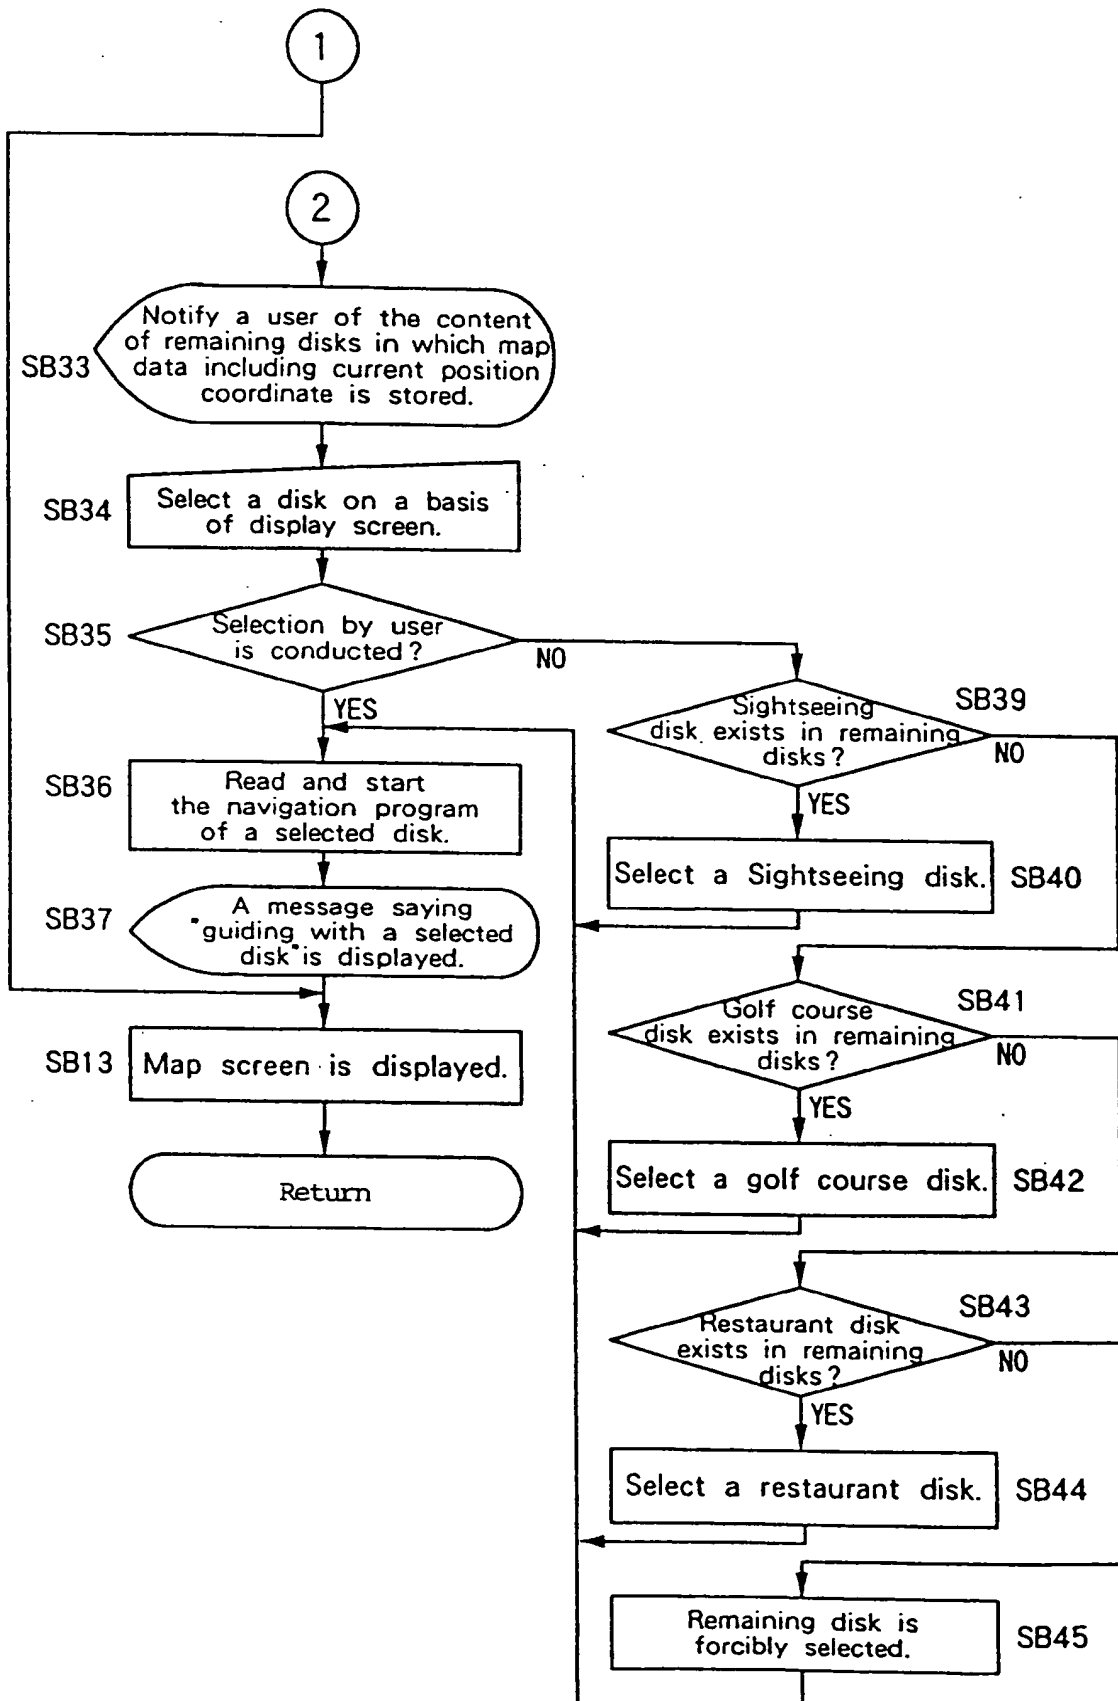 1
2
SB33
Notify a user of the content
of remaining disks in which map
data including current position
coordinate is stored.
SB34
Select a disk on a basis
of display screen.
SB35
Selection by user
is conducted?
NO
YES
SB36
Read and start
the navigation program
of a selected disk.
SB37
A message saying
"guiding with a selected
disk" is displayed.
SB13
Map screen is displayed.
Return
SB39
Sightseeing
disk exists in remaining
disks?
NO
YES
Select a Sightseeing disk.
SB40
SB41
Golf course
disk exists in remaining
disks?
NO
YES
Select a golf course disk.
SB42
SB43
Restaurant disk
exists in remaining
disks?
NO
YES
Select a restaurant disk.
SB44
Remaining disk is
forcibly selected.
SB45